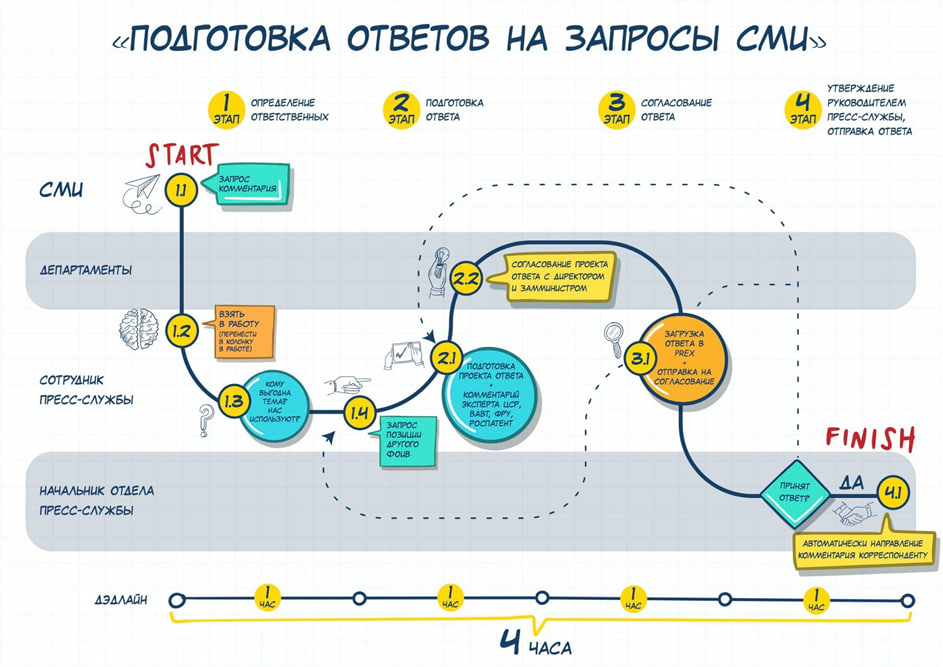 «ПОДГОТОВКА ОТВЕТОВ НА ЗАПРОСЫ СМИ»
1
ЭТАП
ОПРЕДЕЛЕНИЕ
ОТВЕТСТВЕННЫХ
2
ЭТАП
ПОДГОТОВКА
ОТВЕТА
3
ЭТАП
СОГЛАСОВАНИЕ
ОТВЕТА
4
ЭТАП
УТВЕРЖДЕНИЕ
РУКОВОДИТЕЛЕМ
ПРЕСС-СЛУЖБЫ,
ОТПРАВКА ОТВЕТА
START
СМИ
1.1
ЗАПРОС
КОММЕНТАРИЯ
ДЕПАРТАМЕНТЫ
2.2
СОГЛАСОВАНИЕ ПРОЕКТА
ОТВЕТА С ДИРЕКТОРОМ
И ЗАММИНИСТРОМ
1.2
ВЗЯТЬ
В РАБОТУ
(ПЕРЕНЕСТИ
В КОЛОНКУ
В РАБОТЕ)
СОТРУДНИК
ПРЕСС-СЛУЖБЫ
1.3
КОМУ
ВЫГОДНА
ТЕМА?
НАС
ИСПОЛЬЗУЮТ?
1.4
ЗАПРОС
ПОЗИЦИИ
ДРУГОГО
ФОИВ
2.1
ПОДГОТОВКА
ПРОЕКТА ОТВЕТА
+
КОММЕНТАРИЙ
ЭКСПЕРТА ЦСР,
ВАВТ, ФРУ,
РОСПАТЕНТ
3.1
ЗАГРУЗКА
ОТВЕТА В
PREX
+
ОТПРАВКА НА
СОГЛАСОВАНИЕ
FINISH
НАЧАЛЬНИК ОТДЕЛА
ПРЕСС-СЛУЖБЫ
ПРИНЯТ
ОТВЕТ?
ДА
4.1
АВТОМАТИЧЕСКИ НАПРАВЛЕНИЕ
КОММЕНТАРИЯ КОРРЕСПОНДЕНТУ
ДЭДЛАЙН
1
ЧАС
1
ЧАС
1
ЧАС
1
ЧАС
4 ЧАСА